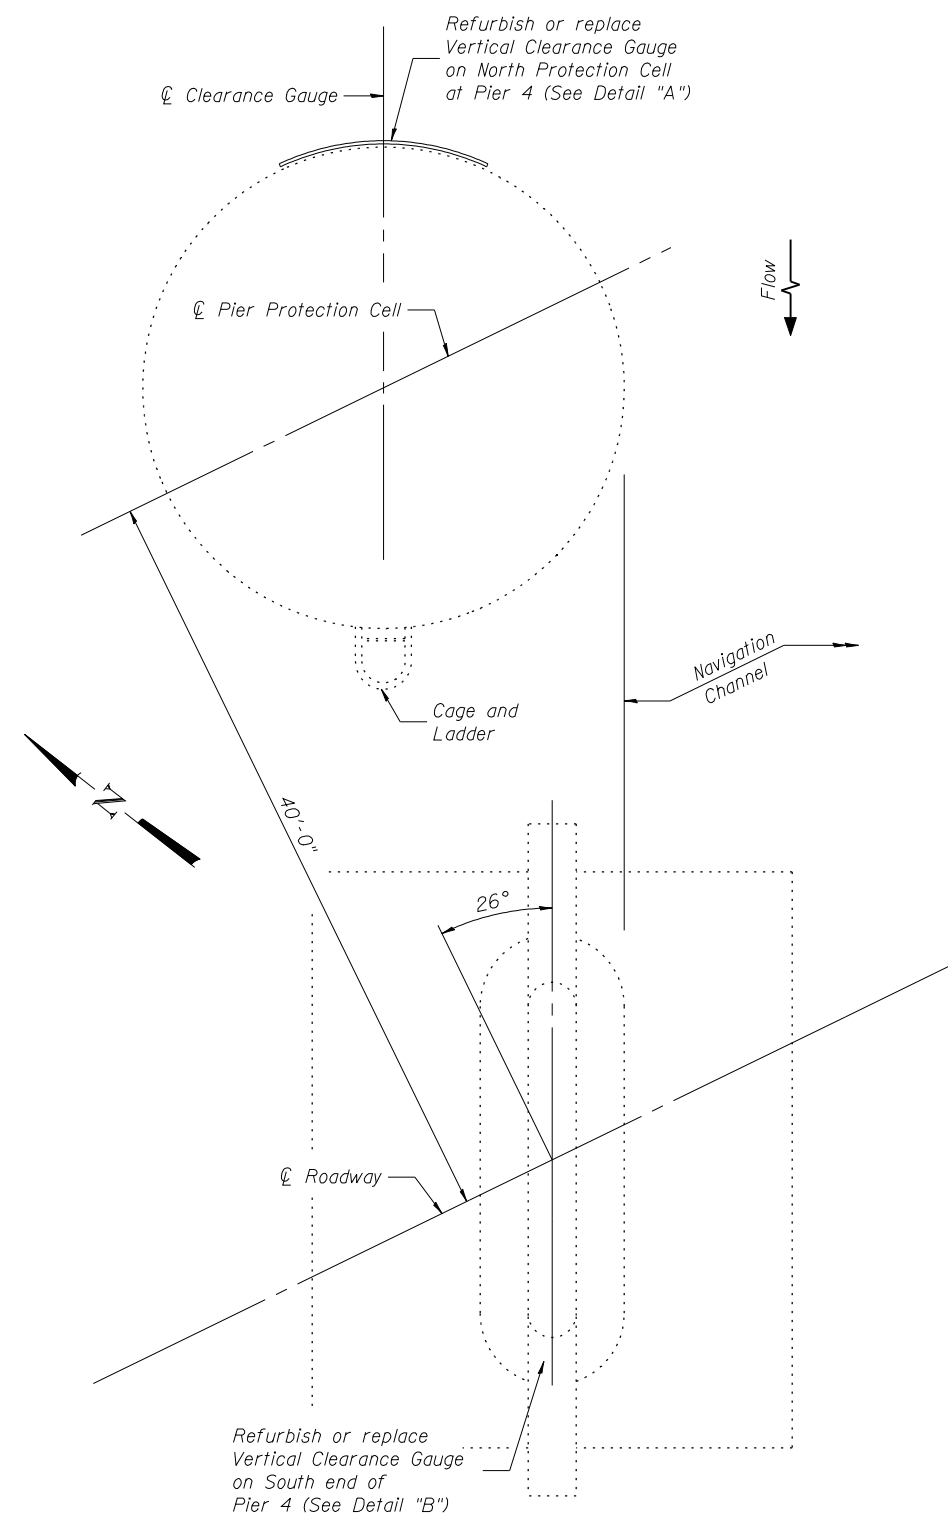 Refurbish or replace
Vertical Clearance Gauge
on North Protection Cell
at Pier 4 (See Detail "A")
℄ Clearance Gauge
Flow
℄ Pier Protection Cell
Navigation
Channel
Cage and
Ladder
N
40'-0"
26°
℄ Roadway
Refurbish or replace
Vertical Clearance Gauge
on South end of
Pier 4 (See Detail "B")